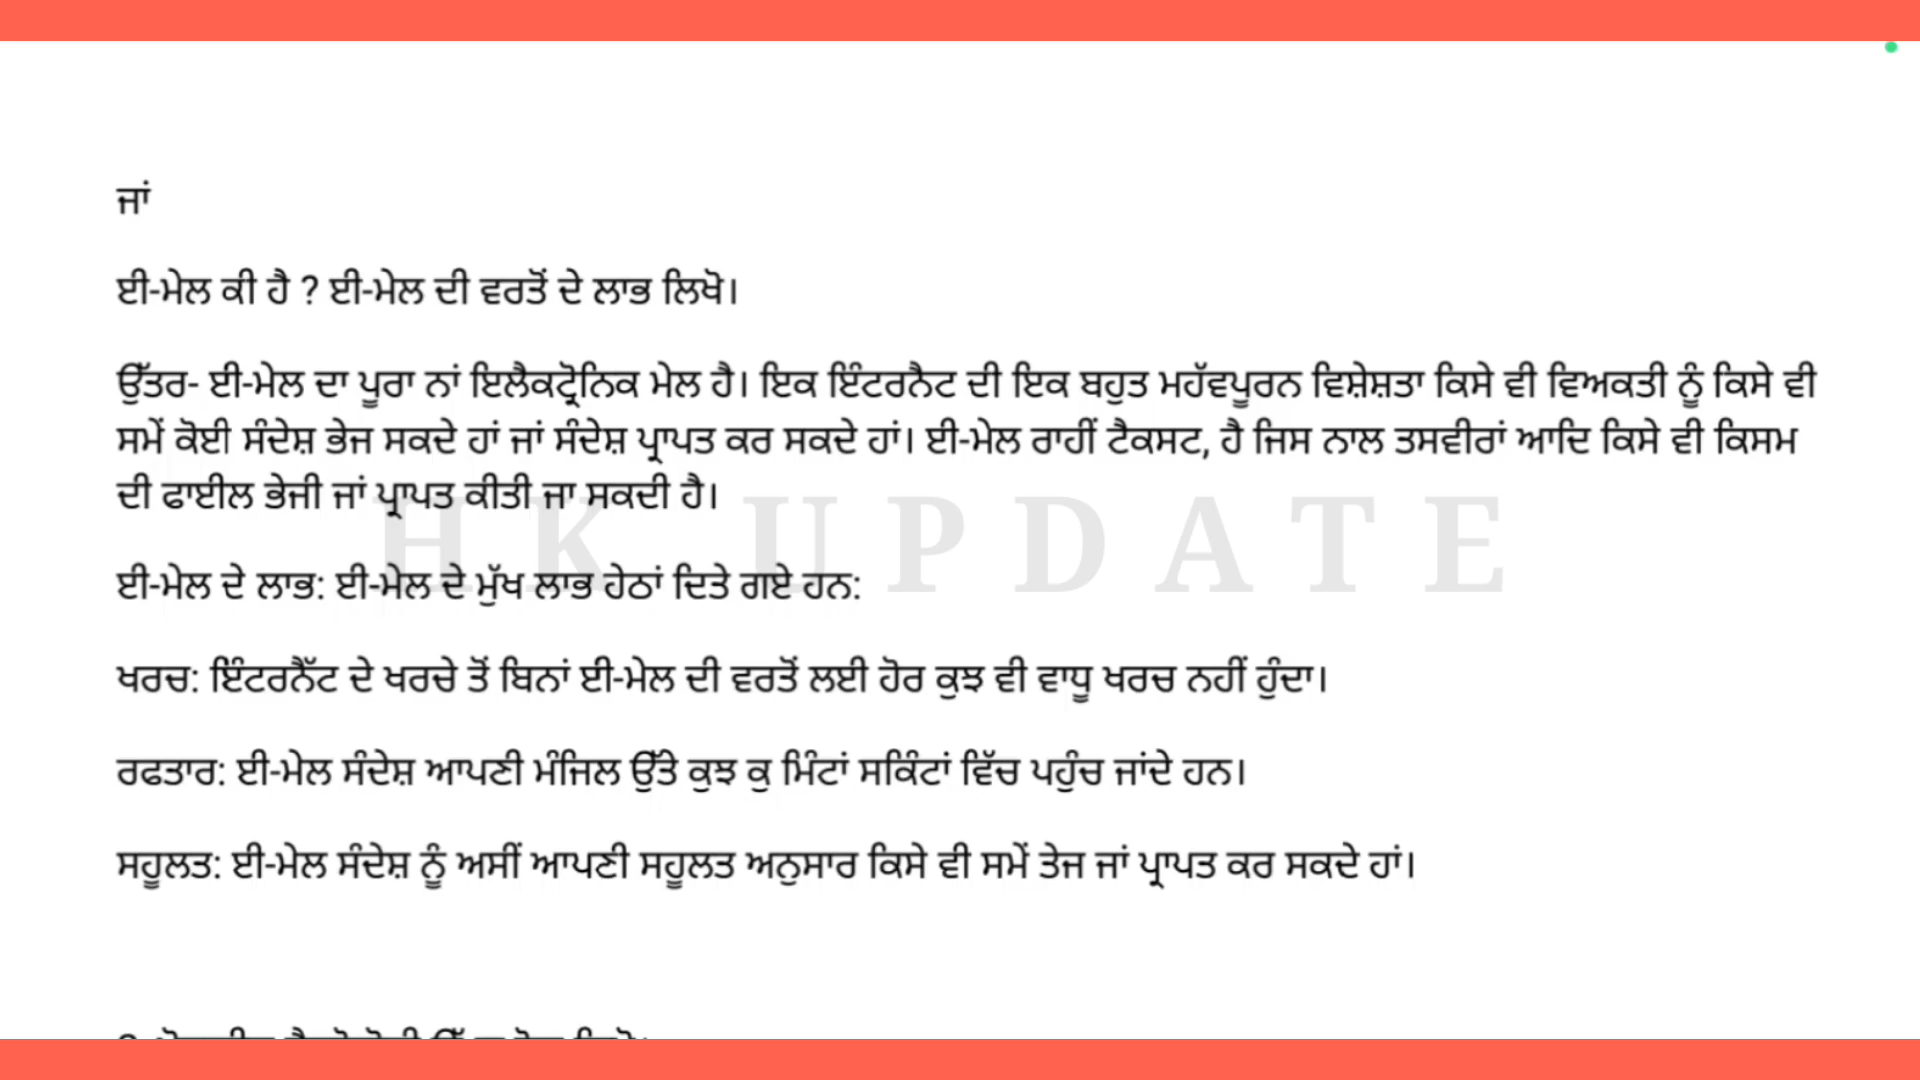 ਜਾਂ
ਈ-ਮੇਲ ਕੀ ਹੈ ? ਈ-ਮੇਲ ਦੀ ਵਰਤੋਂ ਦੇ ਲਾਭ ਲਿਖੋ।
ਉੱਤਰ- ਈ-ਮੇਲ ਦਾ ਪੂਰਾ ਨਾਂ ਇਲੈਕਟ੍ਰੋਨਿਕ ਮੇਲ ਹੈ। ਇਕ ਇੰਟਰਨੈਟ ਦੀ ਇਕ ਬਹੁਤ ਮਹੱਵਪੂਰਨ ਵਿਸ਼ੇਸ਼ਤਾ ਕਿਸੇ ਵੀ ਵਿਅਕਤੀ ਨੂੰ ਕਿਸੇ ਵੀ
ਸਮੇਂ ਕੋਈ ਸੰਦੇਸ਼ ਭੇਜ ਸਕਦੇ ਹਾਂ ਜਾਂ ਸੰਦੇਸ਼ ਪ੍ਰਾਪਤ ਕਰ ਸਕਦੇ ਹਾਂ। ਈ-ਮੇਲ ਰਾਹੀਂ ਟੈਕਸਟ, ਹੈ ਜਿਸ ਨਾਲ ਤਸਵੀਰਾਂ ਆਦਿ ਕਿਸੇ ਵੀ ਕਿਸਮ
ਦੀ ਫਾਈਲ ਭੇਜੀ ਜਾਂ ਪ੍ਰਾਪਤ ਕੀਤੀ ਜਾ ਸਕਦੀ ਹੈ।
HK UPDATE
ਈ-ਮੇਲ ਦੇ ਲਾਭ: ਈ-ਮੇਲ ਦੇ ਮੁੱਖ ਲਾਭ ਹੇਠਾਂ ਦਿਤੇ ਗਏ ਹਨ:
ਖਰਚ: ਇੰਟਰਨੈੱਟ ਦੇ ਖਰਚੇ ਤੋਂ ਬਿਨਾਂ ਈ-ਮੇਲ ਦੀ ਵਰਤੋਂ ਲਈ ਹੋਰ ਕੁਝ ਵੀ ਵਾਧੂ ਖਰਚ ਨਹੀਂ ਹੁੰਦਾ।
ਰਫਤਾਰ: ਈ-ਮੇਲ ਸੰਦੇਸ਼ ਆਪਣੀ ਮੰਜਿਲ ਉੱਤੇ ਕੁਝ ਕੁ ਮਿੰਟਾਂ ਸਕਿੰਟਾਂ ਵਿੱਚ ਪਹੁੰਚ ਜਾਂਦੇ ਹਨ।
ਸਹੂਲਤ: ਈ-ਮੇਲ ਸੰਦੇਸ਼ ਨੂੰ ਅਸੀਂ ਆਪਣੀ ਸਹੂਲਤ ਅਨੁਸਾਰ ਕਿਸੇ ਵੀ ਸਮੇਂ ਤੇਜ ਜਾਂ ਪ੍ਰਾਪਤ ਕਰ ਸਕਦੇ ਹਾਂ।